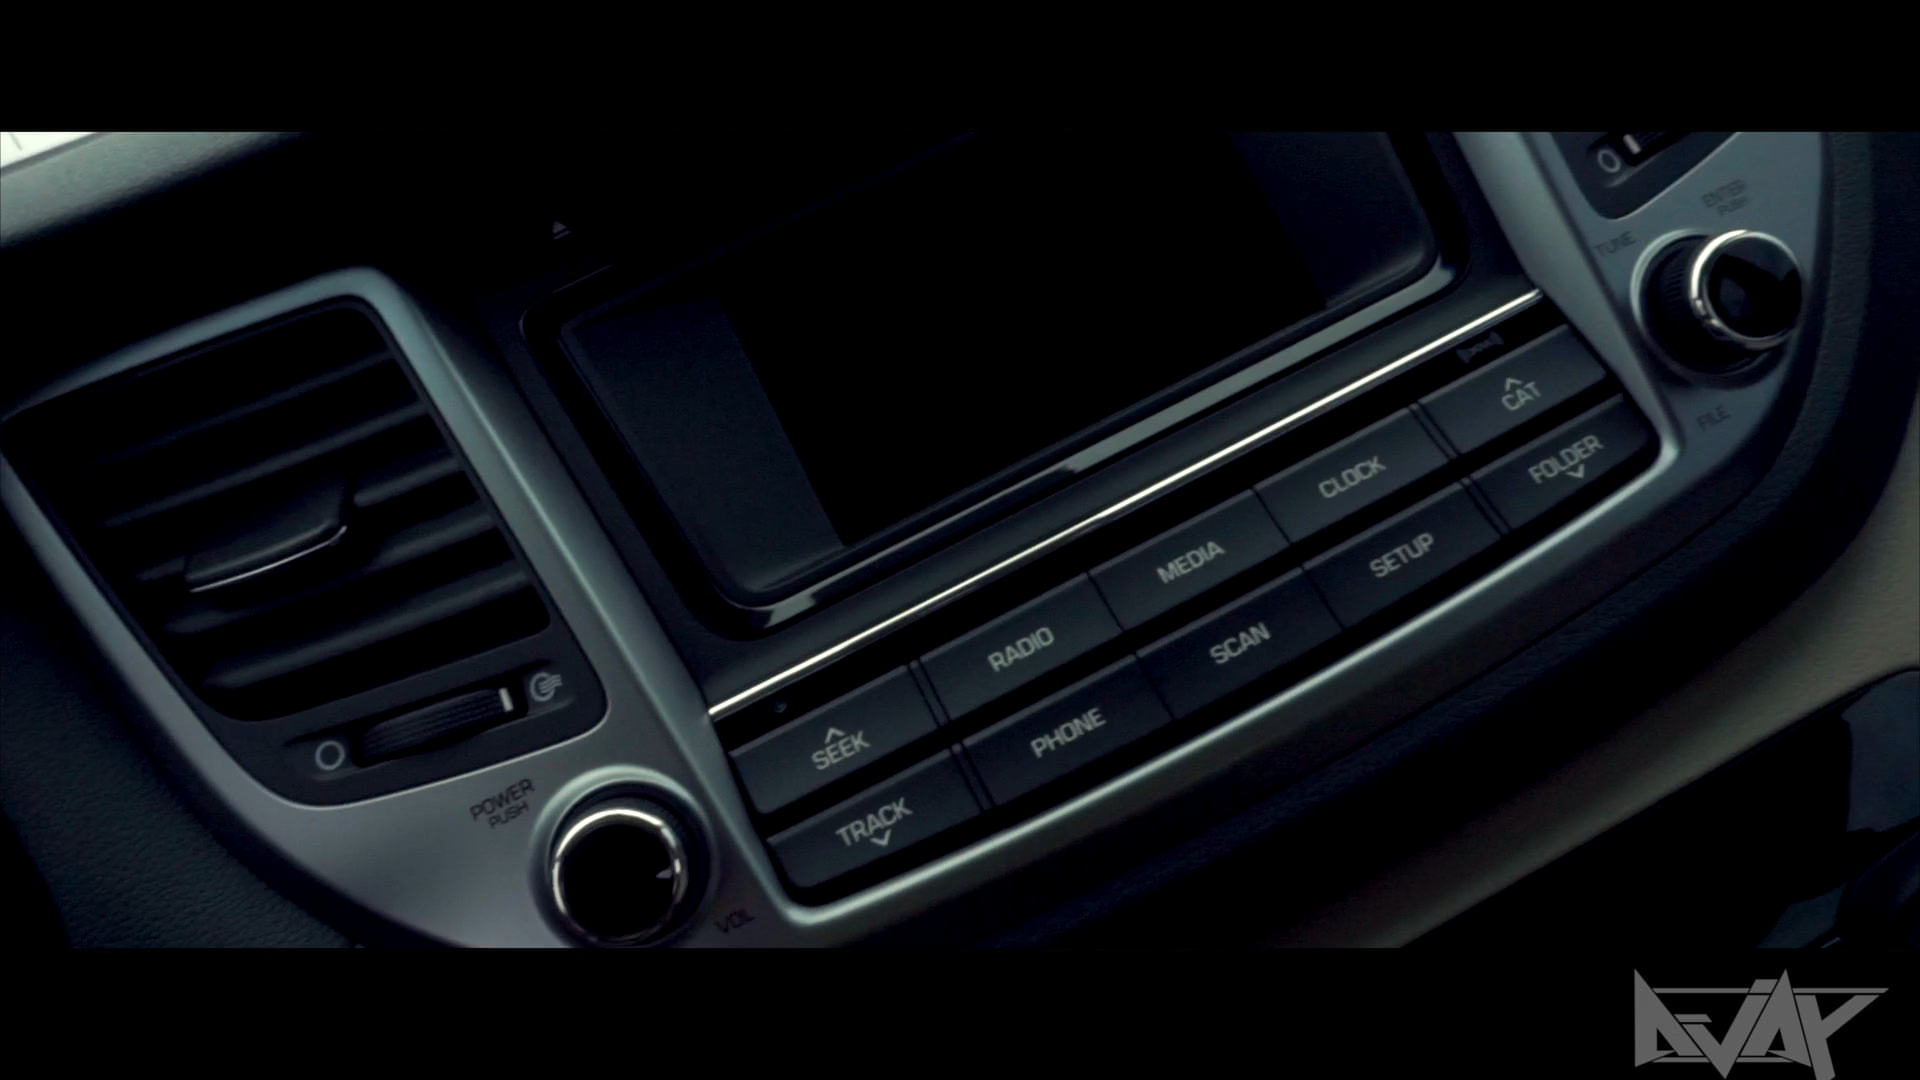 ENTER
PUSH
TUNE
FILE
CAT
FOLDER
CLOCK
SETUP
MEDIA
SCAN
RADIO
PHONE
SEEK
TRACK
POWER
PUSH
VOL